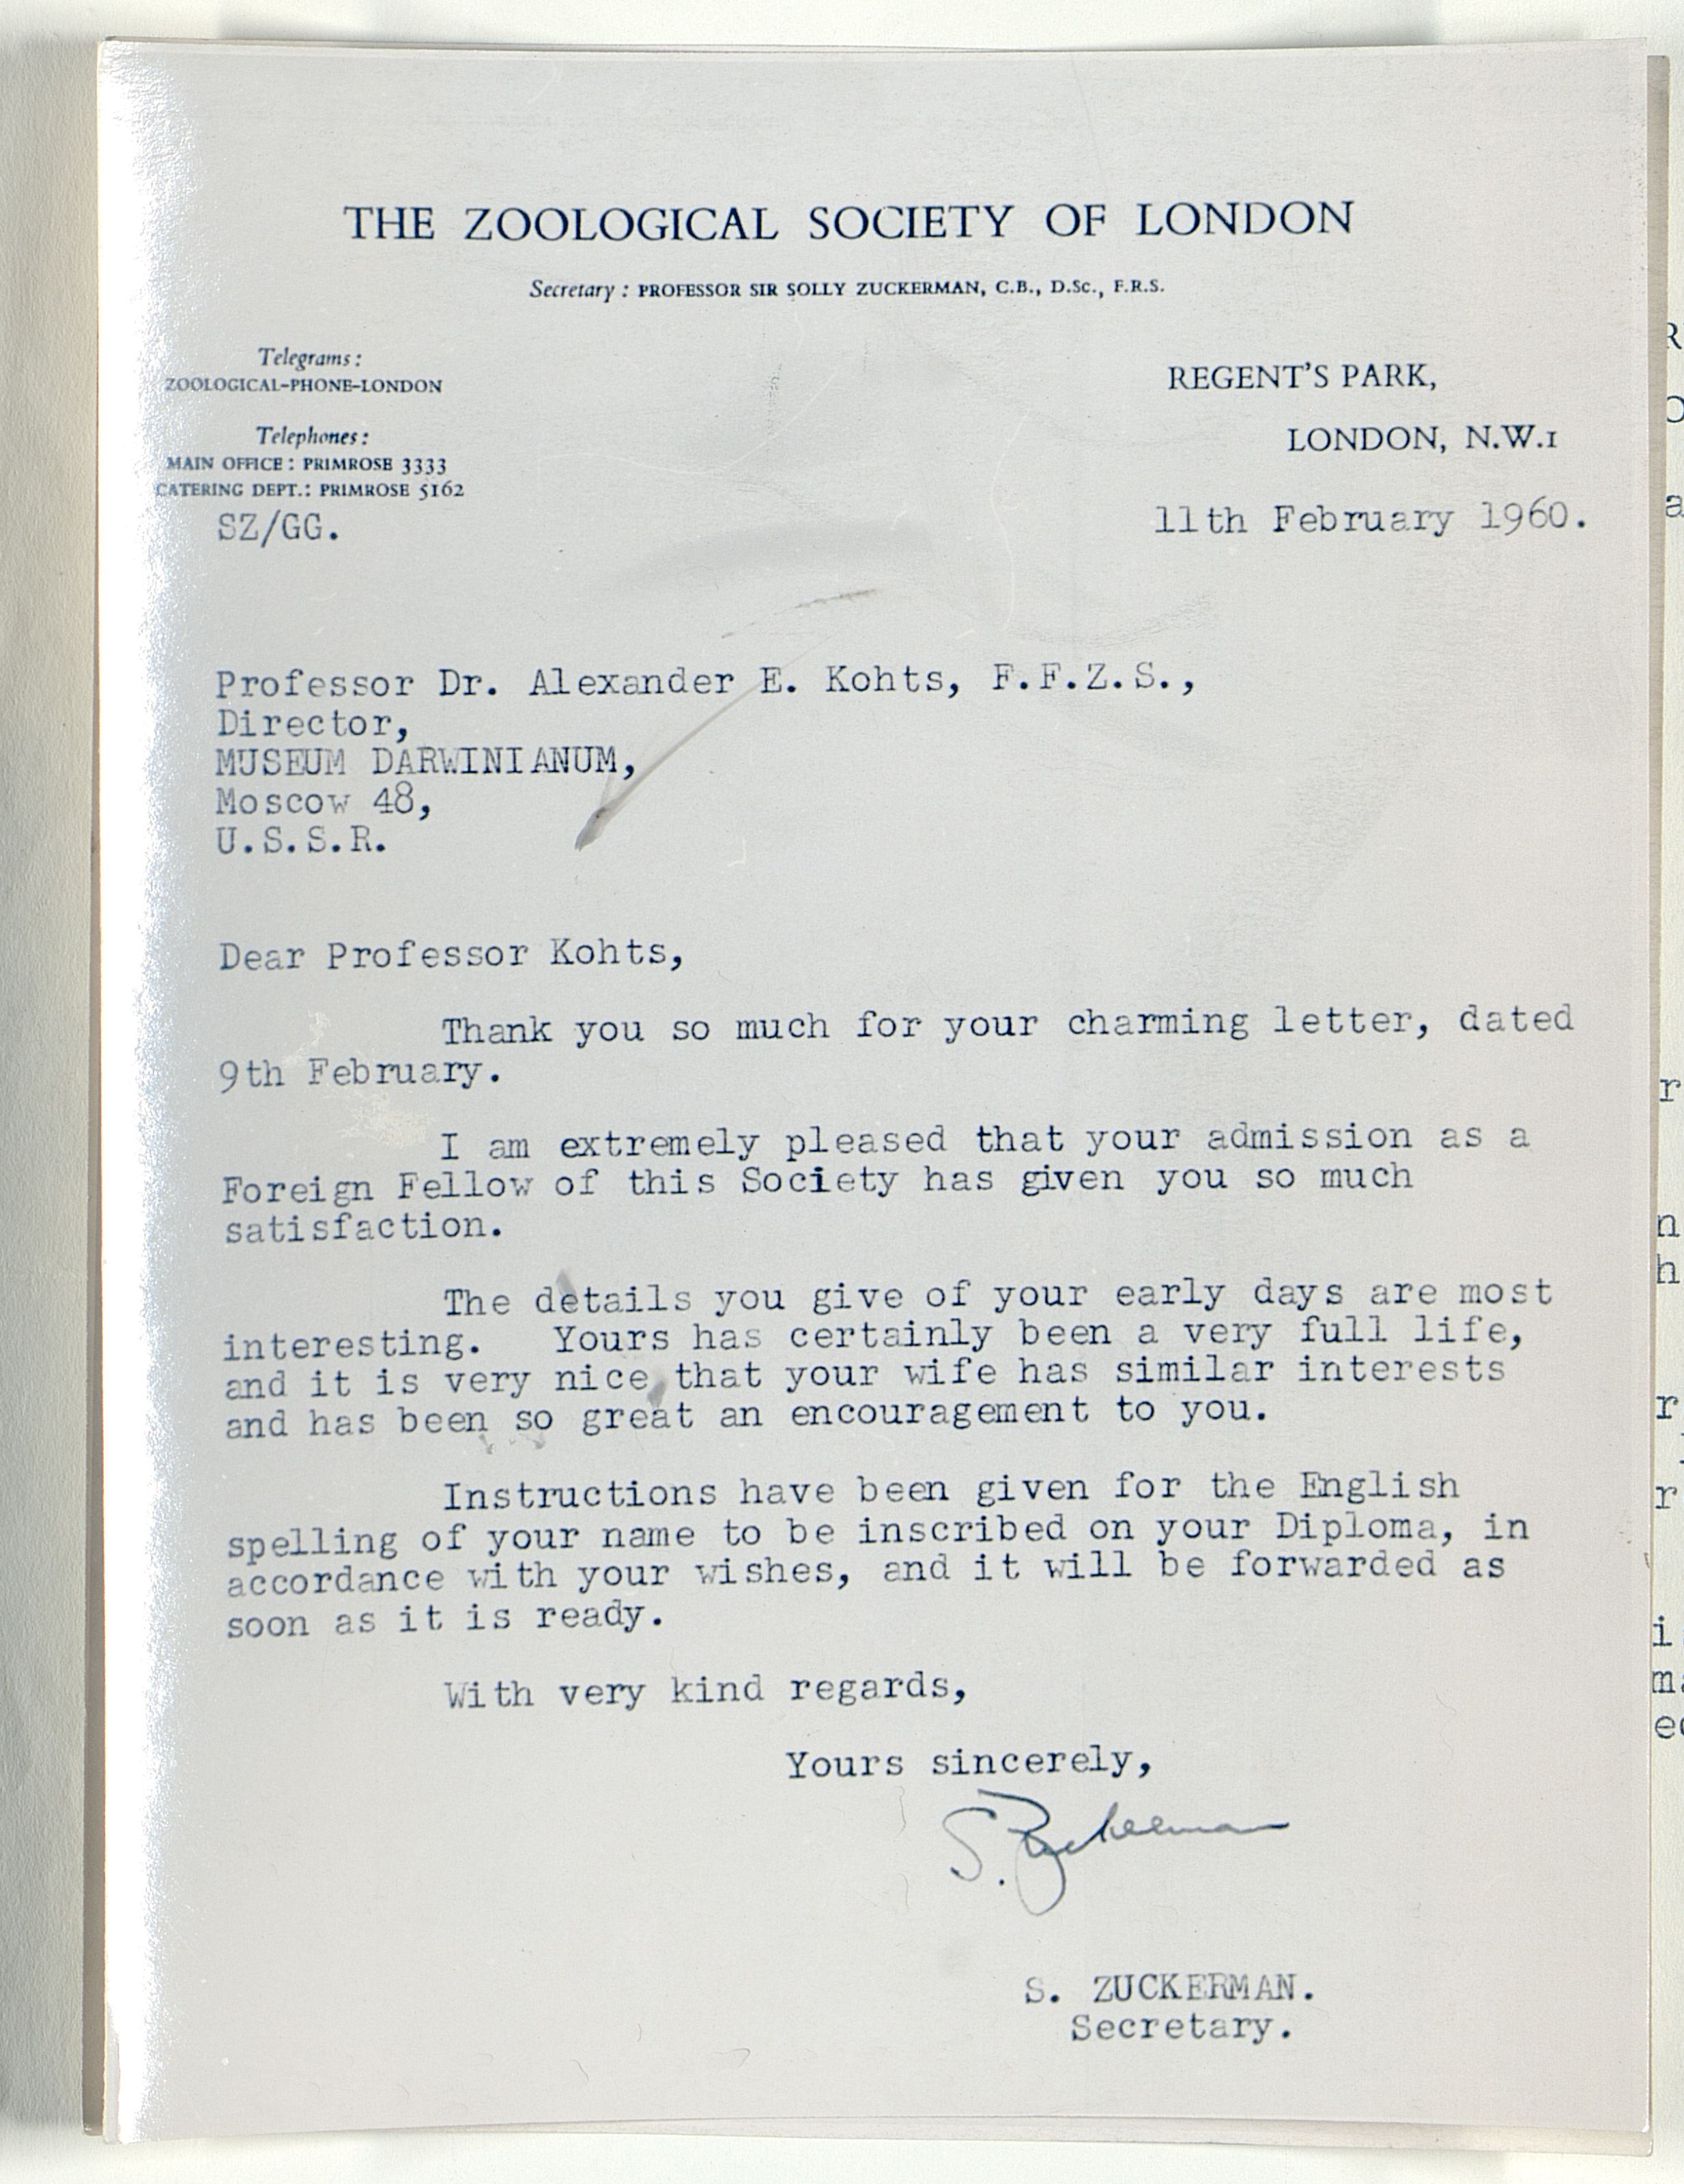 THE ZOOLOGICAL SOCIETY OF LONDON
Secretary : PROFESSOR SIR SOLLY ZUCKERMAN, C.B., D.Sc., F.R.S.
Telegrams :
ZOOLOGICAL-PHONE-LONDON
Telephones :
MAIN OFFICE : PRIMROSE 3333
CATERING DEPT.: PRIMROSE 5162
SZ/GG.
REGENT'S PARK,
LONDON, N.W.1
11th February 1960.
Professor Dr. Alexander E. Kohts, F.F.Z.S.,
Director,
MUSEUM DARWINIANUM,
Moscow 48,
U.S.S.R.
Dear Professor Kohts,
Thank you so much for your charming letter, dated
9th February.
I am extremely pleased that your admission as a
Foreign Fellow of this Society has given you so much
satisfaction.
The details you give of your early days are most
interesting. Yours has certainly been a very full life,
and it is very nice that your wife has similar interests
and has been so great an encouragement to you.
Instructions have been given for the English
spelling of your name to be inscribed on your Diploma, in
accordance with your wishes, and it will be forwarded as
soon as it is ready.
With very kind regards,
Yours sincerely,
S. Zuckerman
S. ZUCKERMAN.
Secretary.